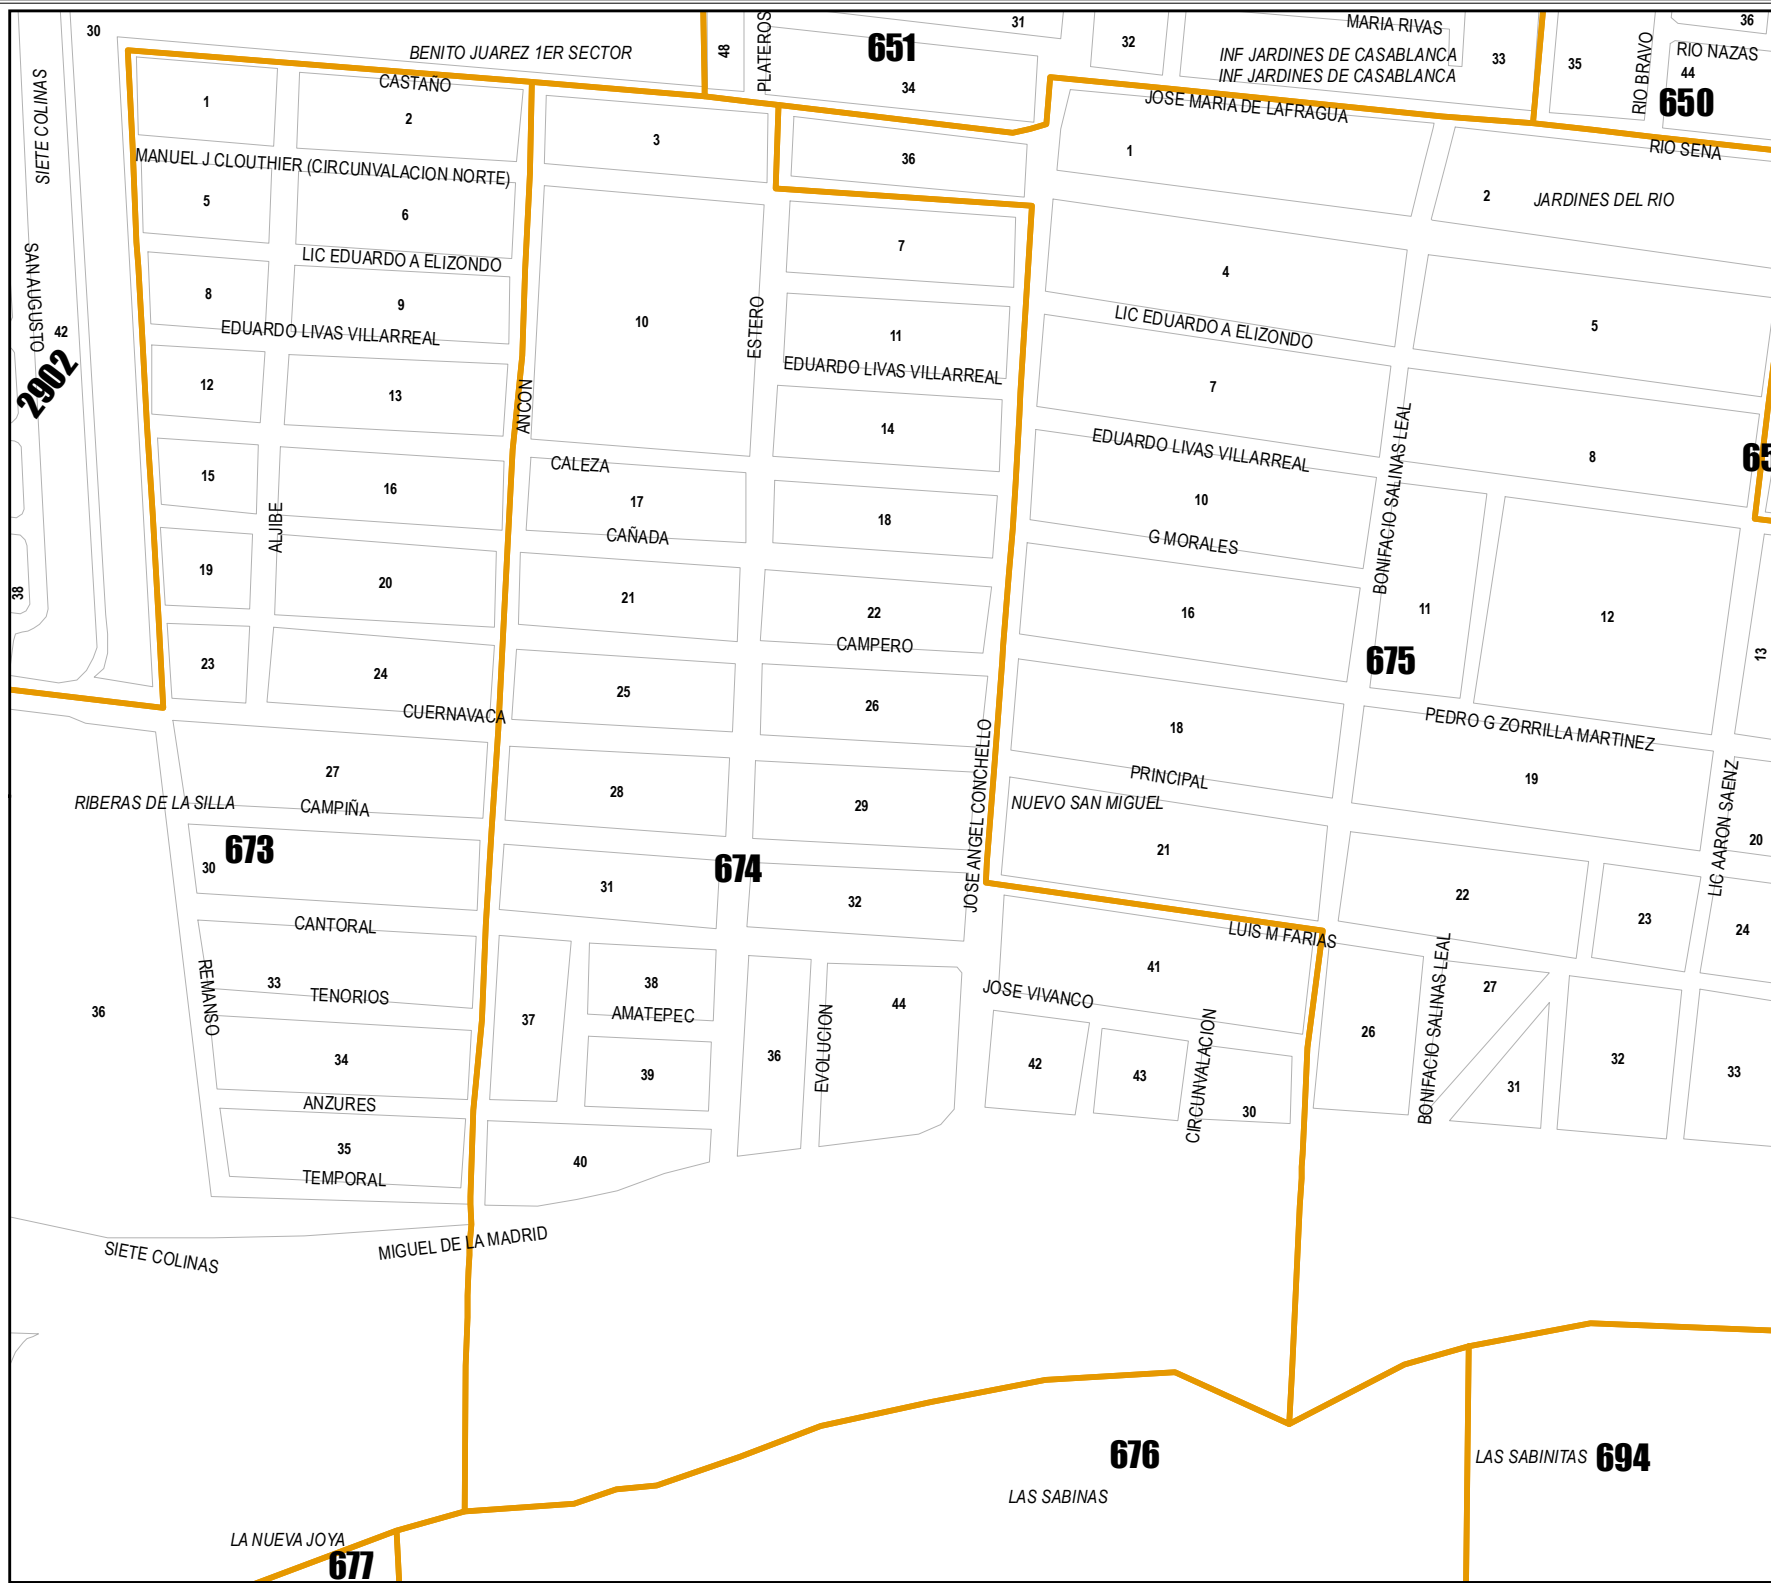 30
BENITO JUAREZ 1ER SECTOR
48
PLATEROS
651
31
32
MARIA RIVAS
INF JARDINES DE CASABLANCA
INF JARDINES DE CASABLANCA
33
35
RIO BRAVO
36
RIO NAZAS
44
650
34
SIETE COLINAS
CASTAÑO
1
2
3
36
JOSE MARIA DE LAFRAGUA
1
RIO SENA
2
JARDINES DEL RIO
MANUEL J CLOUTHIER (CIRCUNVALACION NORTE)
5
6
7
4
5
SAN AUGUSTO
42
2902
LIC EDUARDO A ELIZONDO
8
9
10
ESTERO
11
LIC EDUARDO A ELIZONDO
EDUARDO LIVAS VILLARREAL
EDUARDO LIVAS VILLARREAL
7
12
13
ANCON
14
BONIFACIO SALINAS LEAL
EDUARDO LIVAS VILLARREAL
8
65
15
16
CALEZA
17
18
10
ALJIBE
CAÑADA
G MORALES
38
19
20
21
22
16
11
12
13
CAMPERO
675
23
24
25
26
CUERNAVACA
18
PEDRO G ZORRILLA MARTINEZ
JOSE ANGEL CONCHELLO
27
28
29
PRINCIPAL
19
LIC AARON SAENZ
RIBERAS DE LA SILLA
CAMPIÑA
NUEVO SAN MIGUEL
673
30
674
31
32
21
20
22
23
24
CANTORAL
LUIS M FARIAS
REMANSO
33
TENORIOS
36
37
38
AMATEPEC
39
36
EVOLUCION
44
JOSE VIVANCO
41
42
43
CIRCUNVALACION
30
26
BONIFACIO SALINAS LEAL
27
31
32
33
34
ANZURES
35
TEMPORAL
40
SIETE COLINAS
MIGUEL DE LA MADRID
676
LAS SABINAS
LAS SABINITAS
694
LA NUEVA JOYA
677